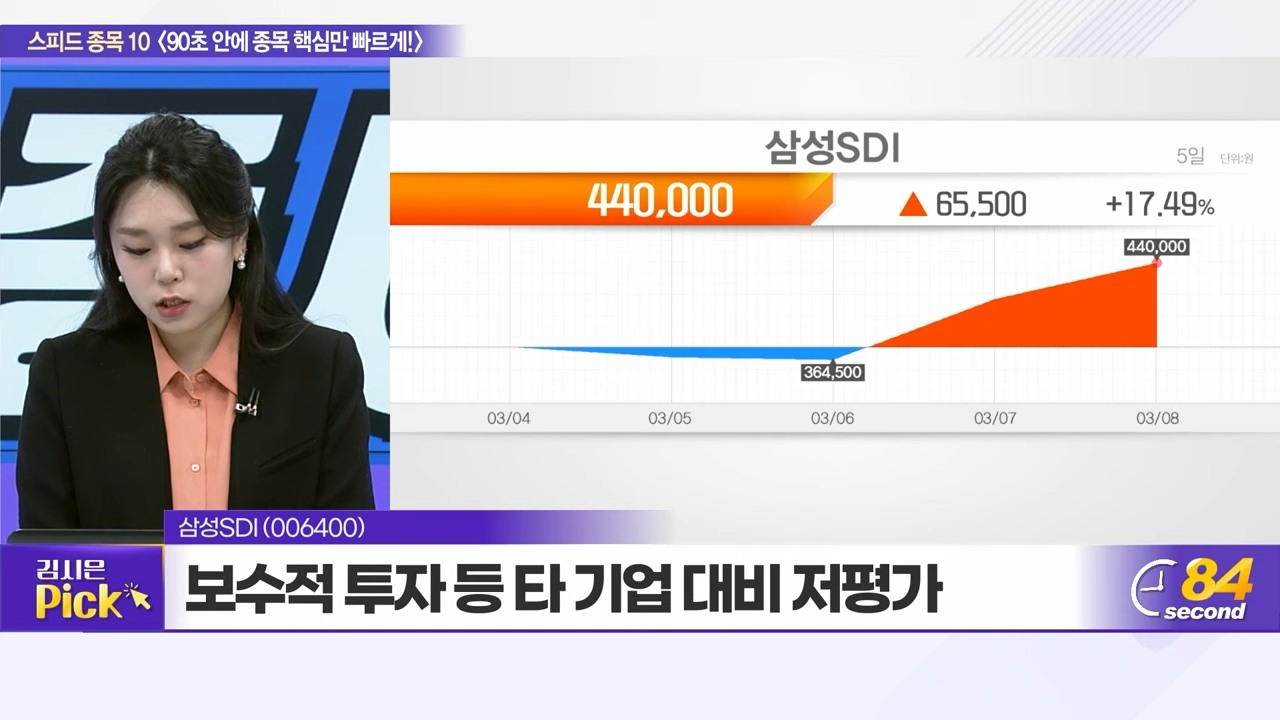 스피드 종목 10 〈90초 안에 종목 핵심만 빠르게!〉
삼성SDI
5일 단위:원
440,000 ▲ 65,500 +17.49%
440,000
364,500
03/04 03/05 03/06 03/07 03/08
삼성SDI (006400)
김시은
Pick
보수적 투자 등 타 기업 대비 저평가
84
second